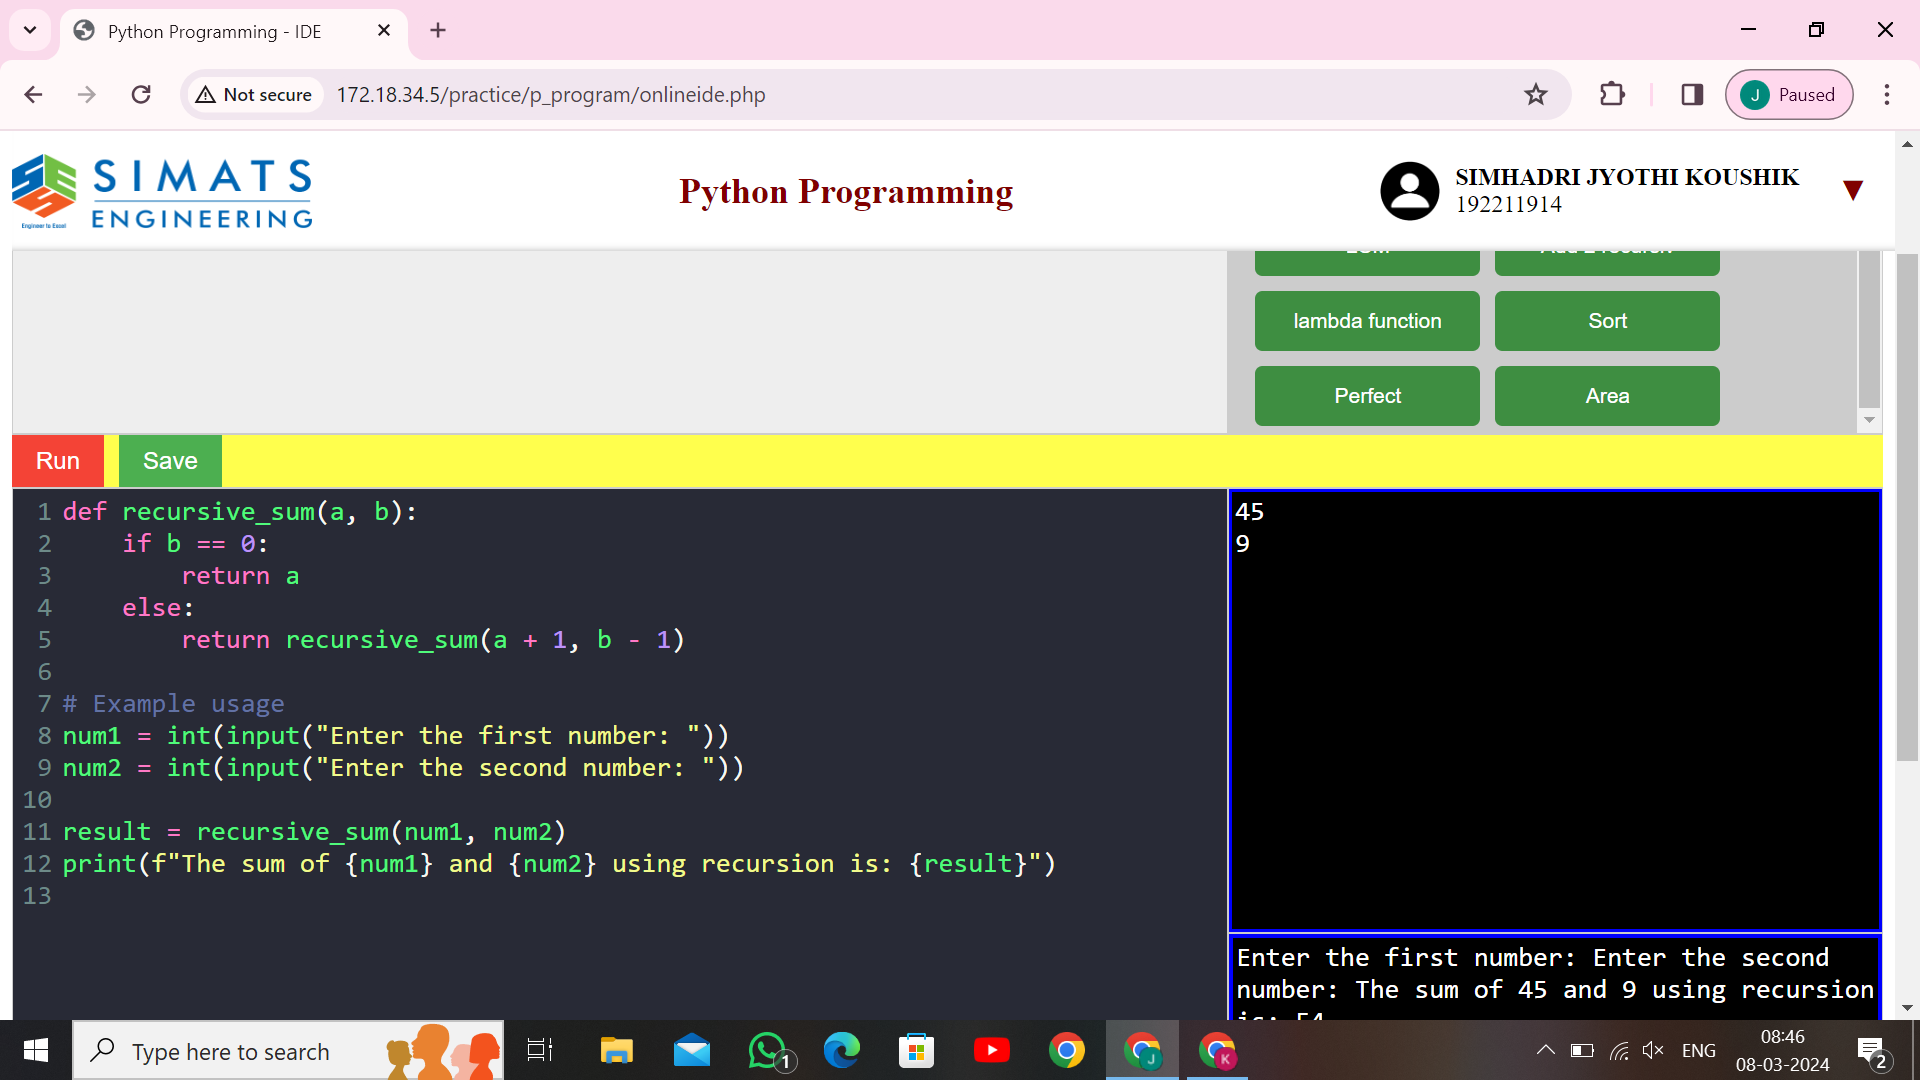 Python Programming - IDE
Not secure
172.18.34.5/practice/p_program/onlineide.php
J
Paused
SIMATS
ENGINEERING
Engineer to Excel
Python Programming
SIMHADRI JYOTHI KOUSHIK
192211914
lambda function
Sort
Perfect
Area
Run
Save
1 def recursive_sum(a, b):
2     if b == 0:
3         return a
4     else:
5         return recursive_sum(a + 1, b - 1)
6
7 # Example usage
8 num1 = int(input("Enter the first number: "))
9 num2 = int(input("Enter the second number: "))
10
11 result = recursive_sum(num1, num2)
12 print(f"The sum of {num1} and {num2} using recursion is: {result}")
13
45
9
Enter the first number: Enter the second
number: The sum of 45 and 9 using recursion
is: 54
Type here to search
1
J
K
ENG
08:46
08-03-2024
2